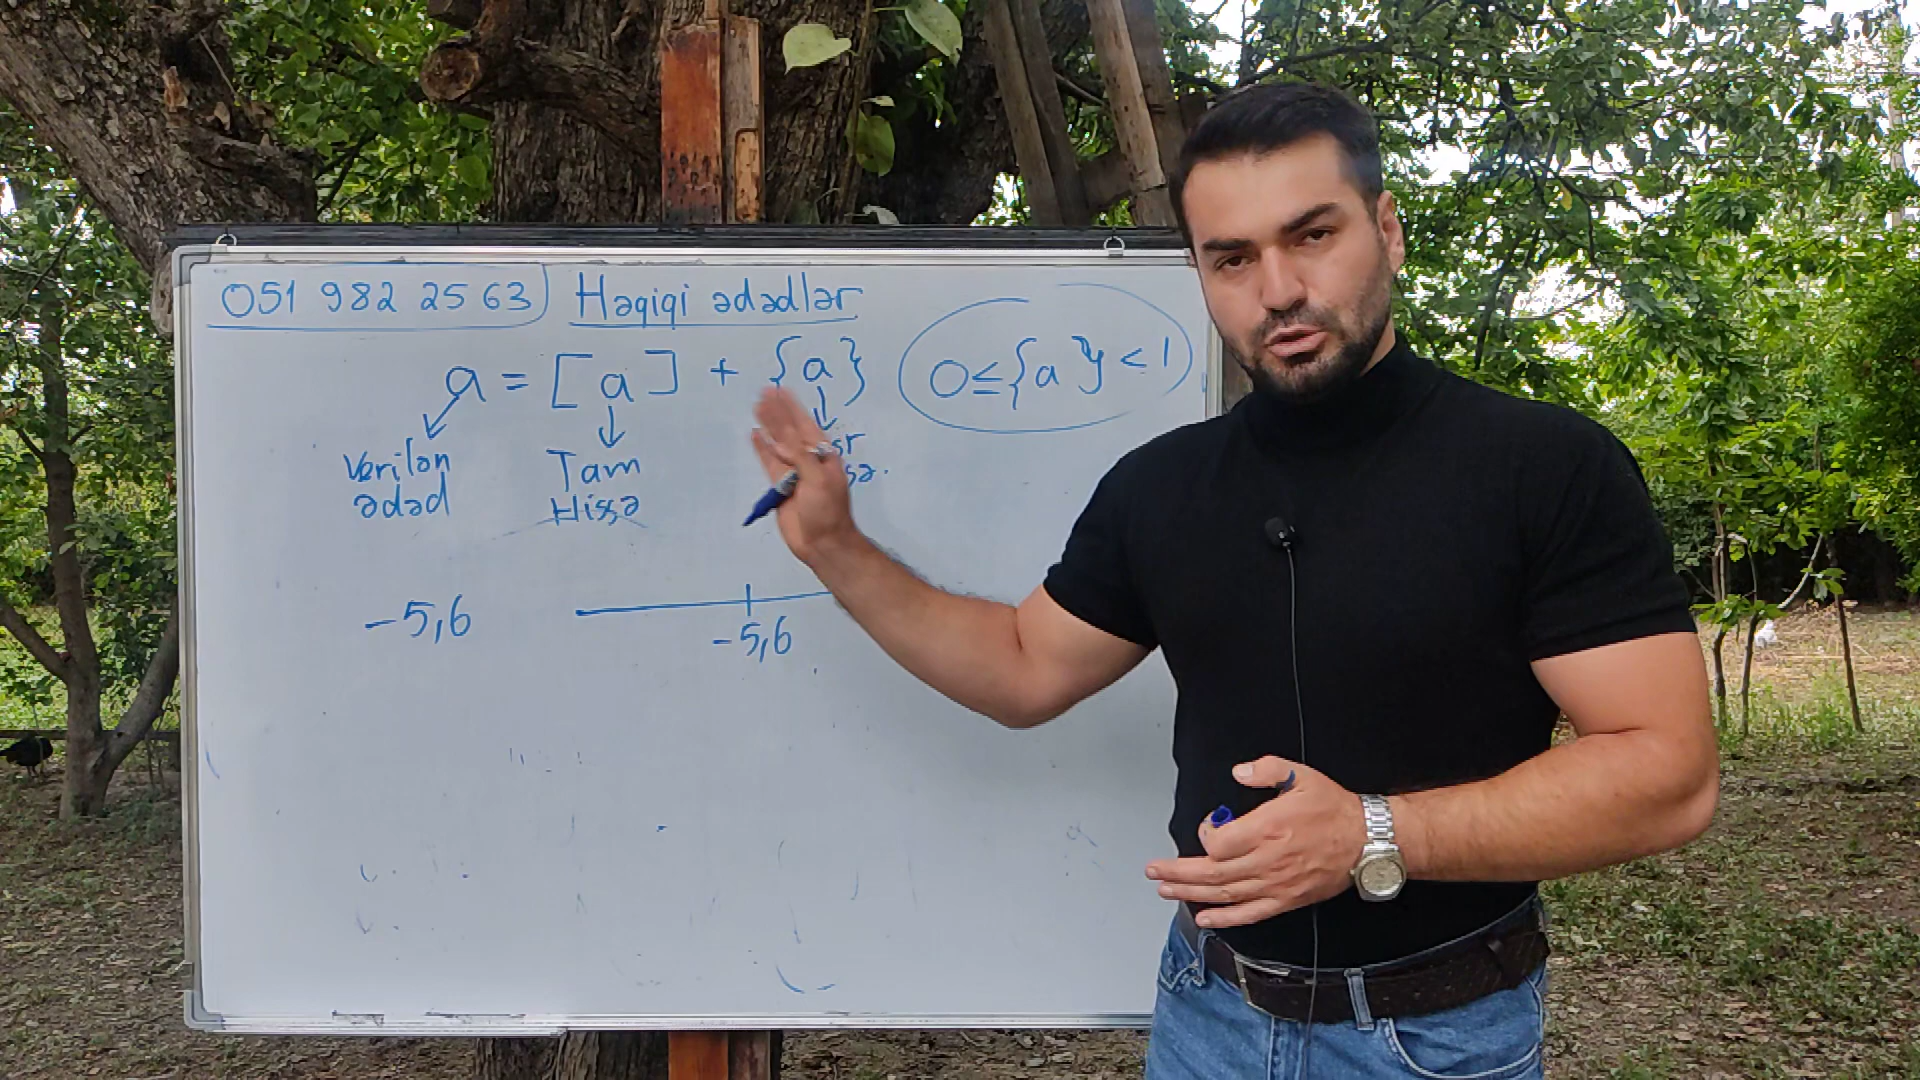 051 982 25 63 Həqiqi ədədlər
a = [a] + {a} 0≤{a}<1
Verilən ədəd
Tam Hissə
-5,6
-5,6